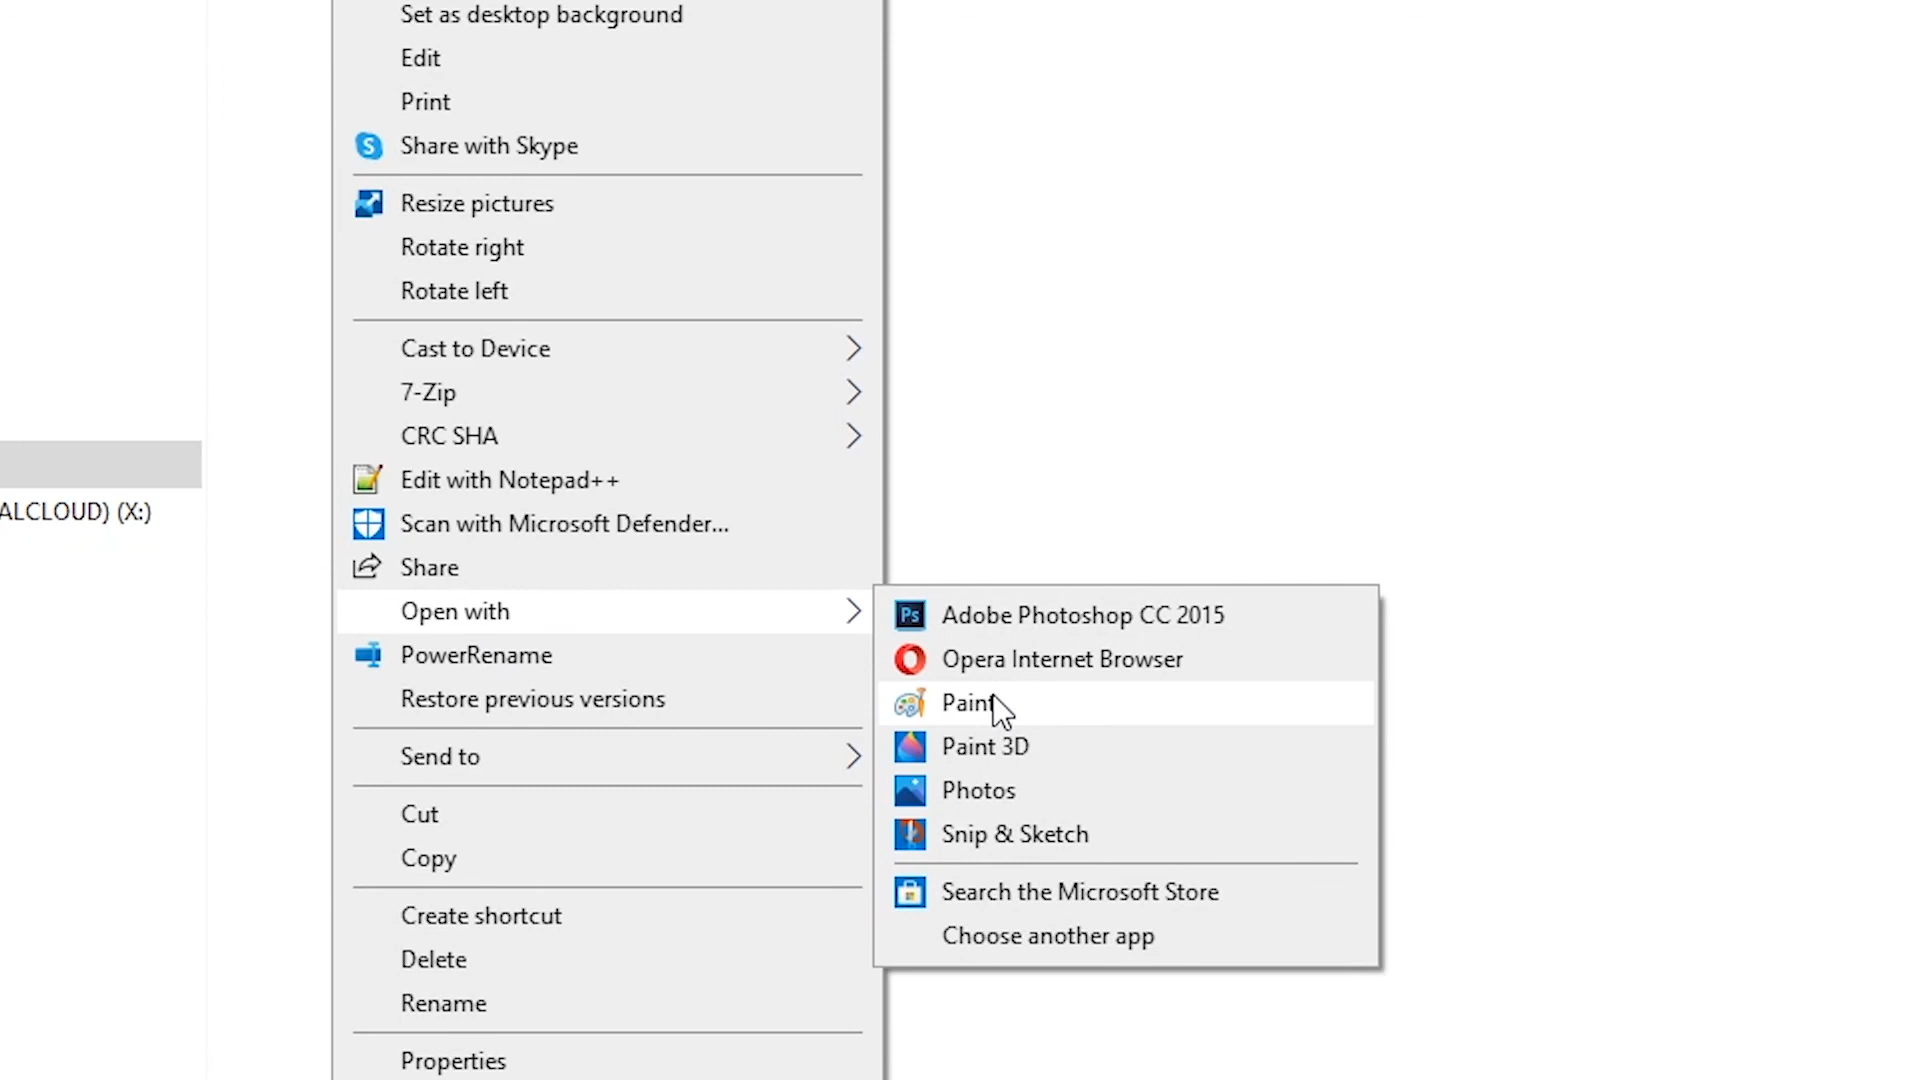 Set as desktop background
Edit
Print
Share with Skype
Resize pictures
Rotate right
Rotate left
Cast to Device
7-Zip
CRC SHA
Edit with Notepad++
Scan with Microsoft Defender...
Share
Open with
PowerRename
Restore previous versions
Send to
Cut
Copy
Create shortcut
Delete
Rename
Properties
ALCLOUD) (X:)
Adobe Photoshop CC 2015
Opera Internet Browser
Paint
Paint 3D
Photos
Snip & Sketch
Search the Microsoft Store
Choose another app